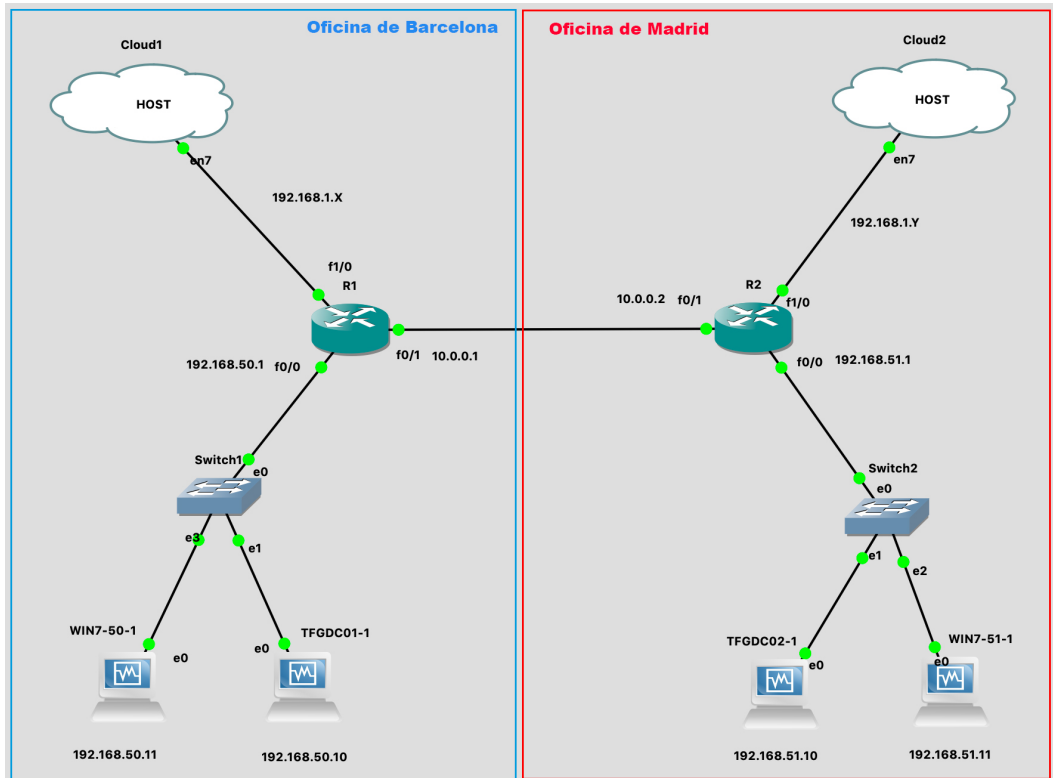 Oficina de Barcelona
Oficina de Madrid
Cloud1
HOST
en7
192.168.1.X
f1/0
R1
f0/1
10.0.0.1
192.168.50.1
f0/0
Switch1
e0
e3
e1
WIN7-50-1
e0
TFGDC01-1
e0
192.168.50.11
192.168.50.10
Cloud2
HOST
en7
192.168.1.Y
R2
f1/0
10.0.0.2
f0/1
f0/0
192.168.51.1
Switch2
e0
e1
e2
TFGDC02-1
e0
WIN7-51-1
e0
192.168.51.10
192.168.51.11